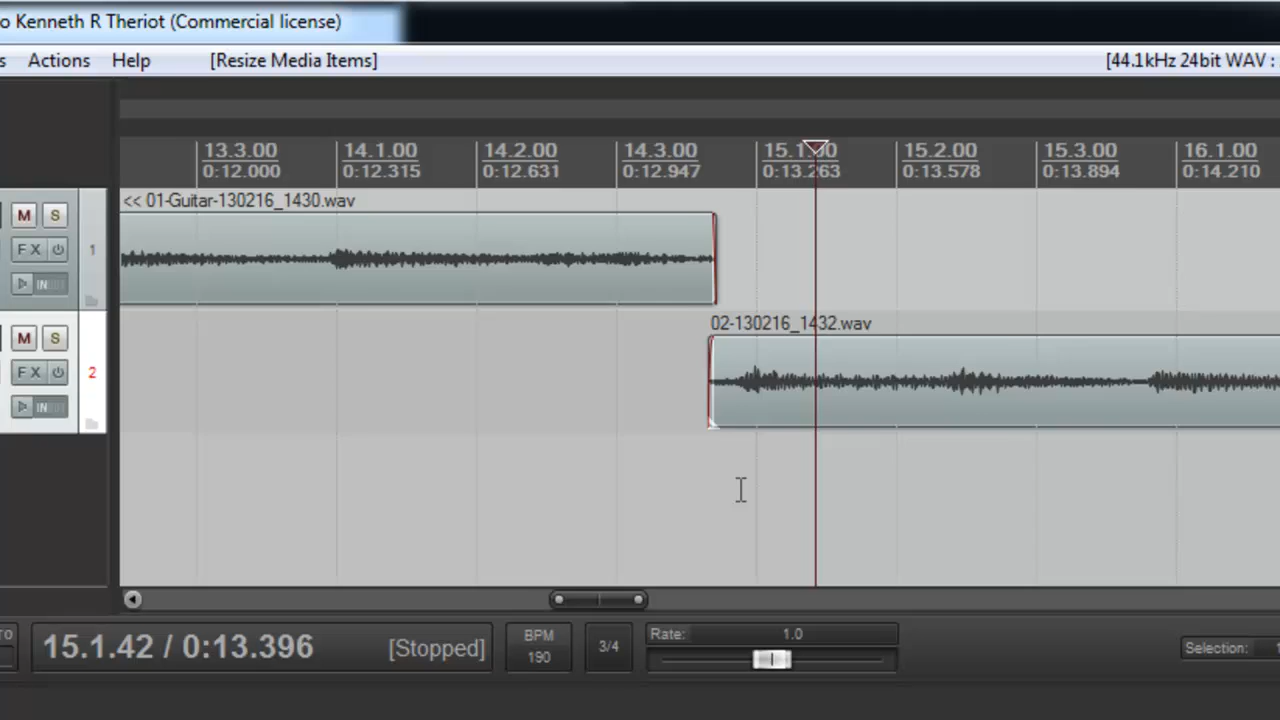 o Kenneth R Theriot (Commercial license)
s Actions Help [Resize Media Items] [44.1kHz 24bit WAV :
13.3.00 14.1.00 14.2.00 14.3.00 15.1.00 15.2.00 15.3.00 16.1.00
0:12.000 0:12.315 0:12.631 0:12.947 0:13.263 0:13.578 0:13.894 0:14.210
<< 01-Guitar-130216_1430.wav
M S
FX 1
IN
02-130216_1432.wav
M S
FX 2
IN
TO 15.1.42 / 0:13.396 [Stopped] BPM 3/4 Rate: 1.0
190 Selection: